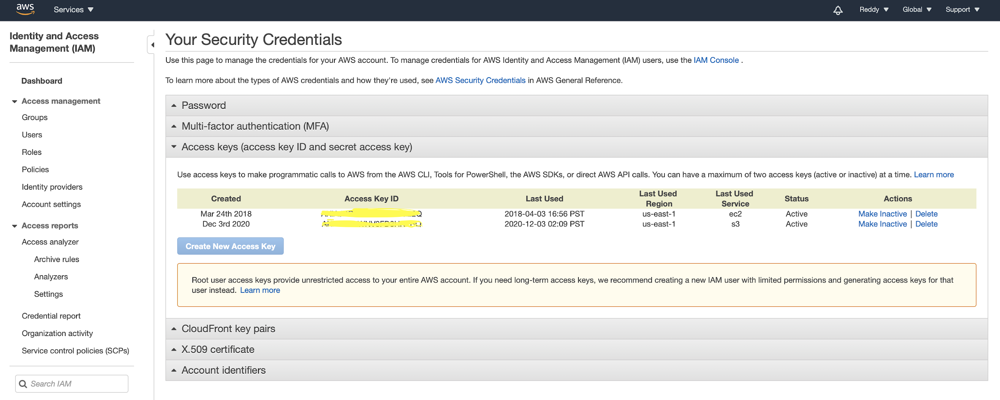 aws
Services
Reddy
Global
Support
Identity and Access
Management (IAM)
Dashboard
Access management
Groups
Users
Roles
Policies
Identity providers
Account settings
Access reports
Access analyzer
Archive rules
Analyzers
Settings
Credential report
Organization activity
Service control policies (SCPs)
Search IAM
Your Security Credentials
Use this page to manage the credentials for your AWS account. To manage credentials for AWS Identity and Access Management (IAM) users, use the IAM Console .
To learn more about the types of AWS credentials and how they're used, see AWS Security Credentials in AWS General Reference.
Password
Multi-factor authentication (MFA)
Access keys (access key ID and secret access key)
Use access keys to make programmatic calls to AWS from the AWS CLI, Tools for PowerShell, the AWS SDKs, or direct AWS API calls. You can have a maximum of two access keys (active or inactive) at a time. Learn more
Created Access Key ID Last Used Last Used Region Last Used Service Status Actions
Mar 24th 2018 2018-04-03 16:56 PST us-east-1 ec2 Active Make Inactive | Delete
Dec 3rd 2020 2020-12-03 02:09 PST us-east-1 s3 Active Make Inactive | Delete
Create New Access Key
Root user access keys provide unrestricted access to your entire AWS account. If you need long-term access keys, we recommend creating a new IAM user with limited permissions and generating access keys for that
user instead. Learn more
CloudFront key pairs
X.509 certificate
Account identifiers